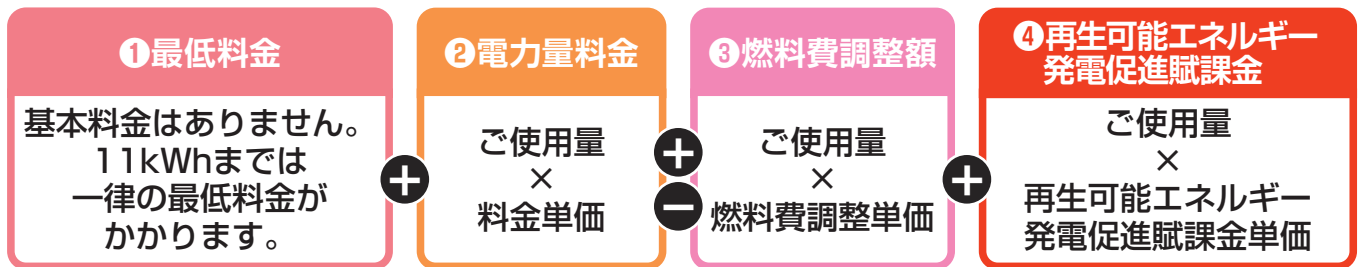 ❶最低料金
基本料金はありません。
11kWhまでは
一律の最低料金が
かかります。
+
❷電力量料金
ご使用量
×
料金単価
+
−
❸燃料費調整額
ご使用量
×
燃料費調整単価
+
❹再生可能エネルギー
発電促進賦課金
ご使用量
×
再生可能エネルギー
発電促進賦課金単価